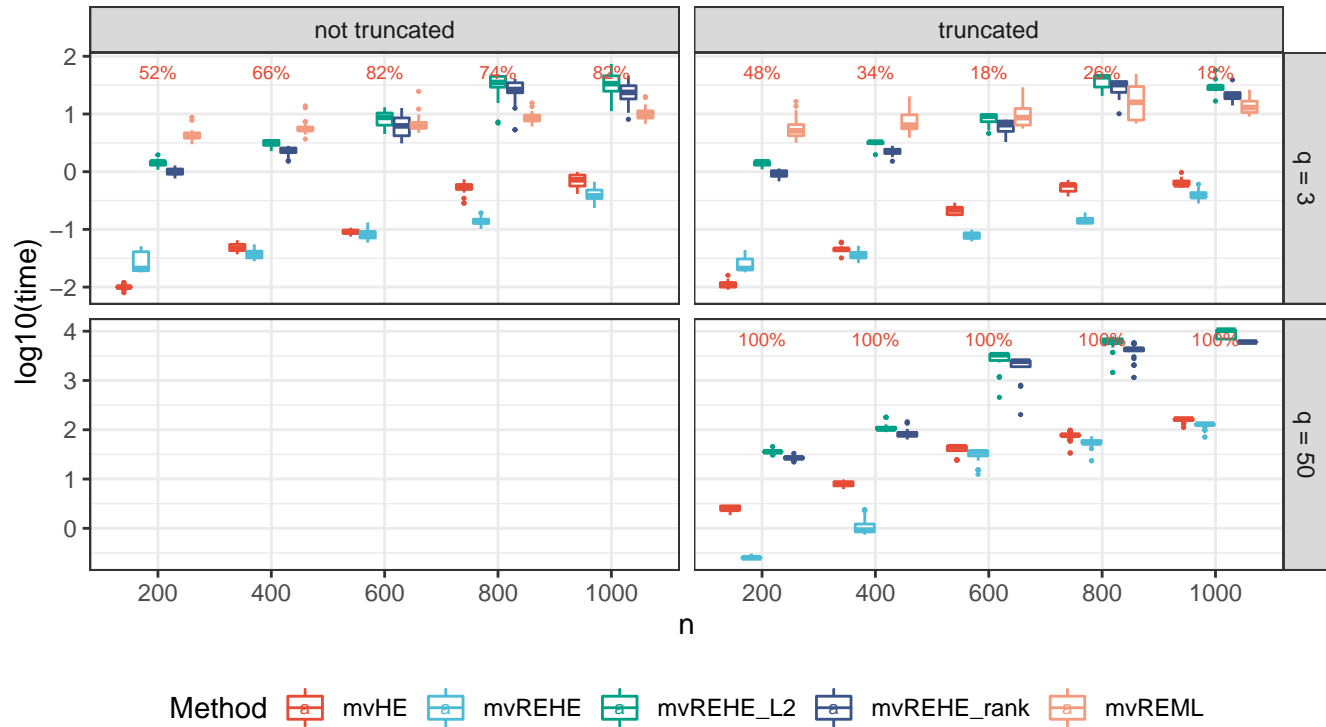 not truncated truncated
2 52% 66% 82% 74% 82% 48% 34% 18% 26% 18%
1
0
−1
−2
q = 3
log10(time)
4 100% 100% 100% 100% 100%
3
2
1
0
q = 50
200 400 600 800 1000 200 400 600 800 1000
n
Method a mvHE a mvREHE a mvREHE_L2 a mvREHE_rank a mvREML